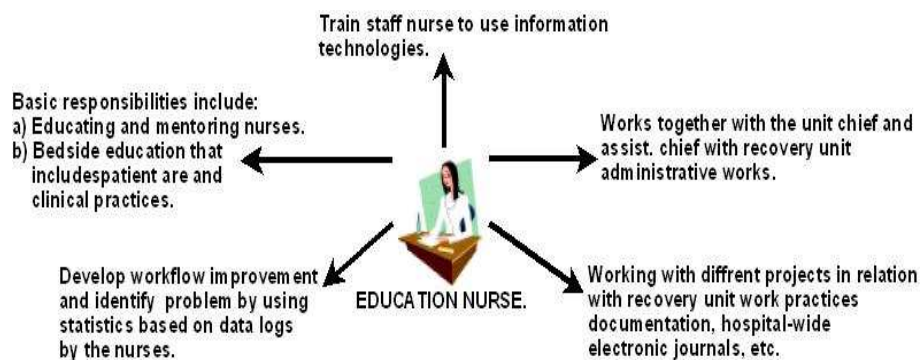 Train staff nurse to use information
technologies.
Basic responsibilities include:
a) Educating and mentoring nurses.
b) Bedside education that
includespatient are and
clinical practices.
Works together with the unit chief and
assist. chief with recovery unit
administrative works.
Develop workflow improvement
and identify problem by using
statistics based on data logs
by the nurses.
EDUCATION NURSE.
Working with diffrent projects in relation
with recovery unit work practices
documentation, hospital-wide
electronic journals, etc.